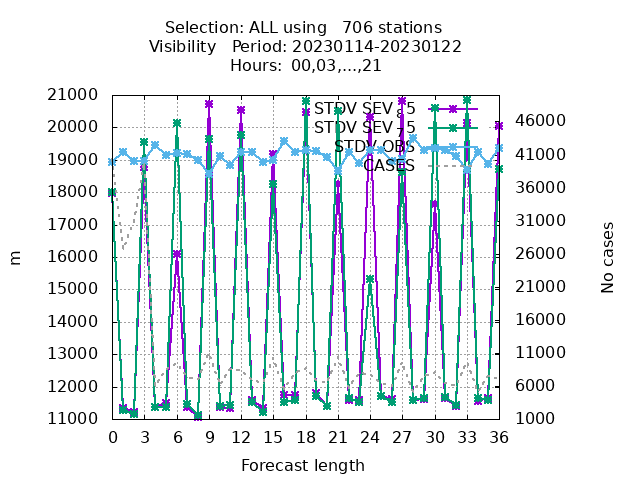 Selection: ALL using 706 stations
Visibility Period: 20230114-20230122
Hours: 00,03,...,21
21000
20000
19000
18000
17000
16000
15000
14000
13000
12000
11000
m
STDV SEV_85
STDV SEV_75
STDV OBS
CASES
46000
41000
36000
31000
26000
21000
16000
11000
6000
1000
No cases
0 3 6 9 12 15 18 21 24 27 30 33 36
Forecast length